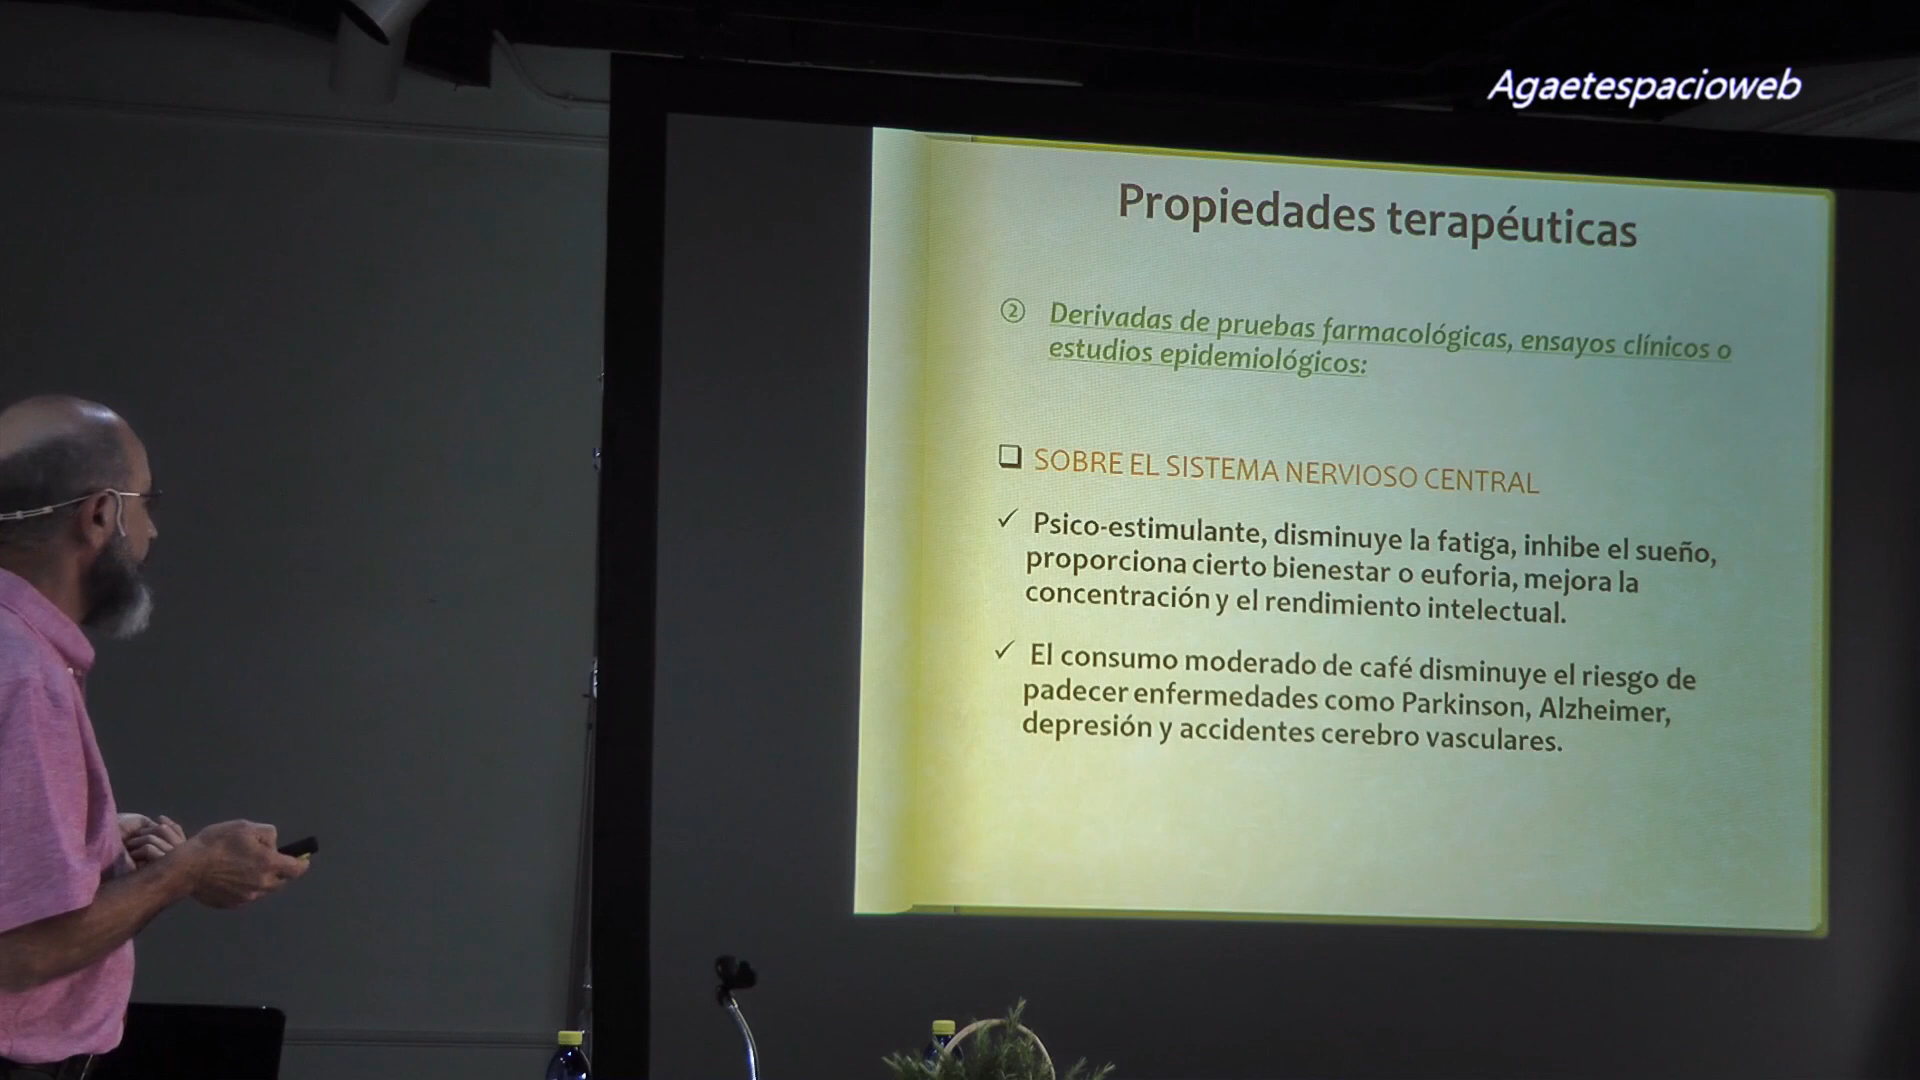 Agaetespacioweb
Propiedades terapéuticas
② Derivadas de pruebas farmacológicas, ensayos clínicos o
estudios epidemiológicos:
❑ SOBRE EL SISTEMA NERVIOSO CENTRAL
✓ Psico-estimulante, disminuye la fatiga, inhibe el sueño,
proporciona cierto bienestar o euforia, mejora la
concentración y el rendimiento intelectual.
✓ El consumo moderado de café disminuye el riesgo de
padecer enfermedades como Parkinson, Alzheimer,
depresión y accidentes cerebro vasculares.